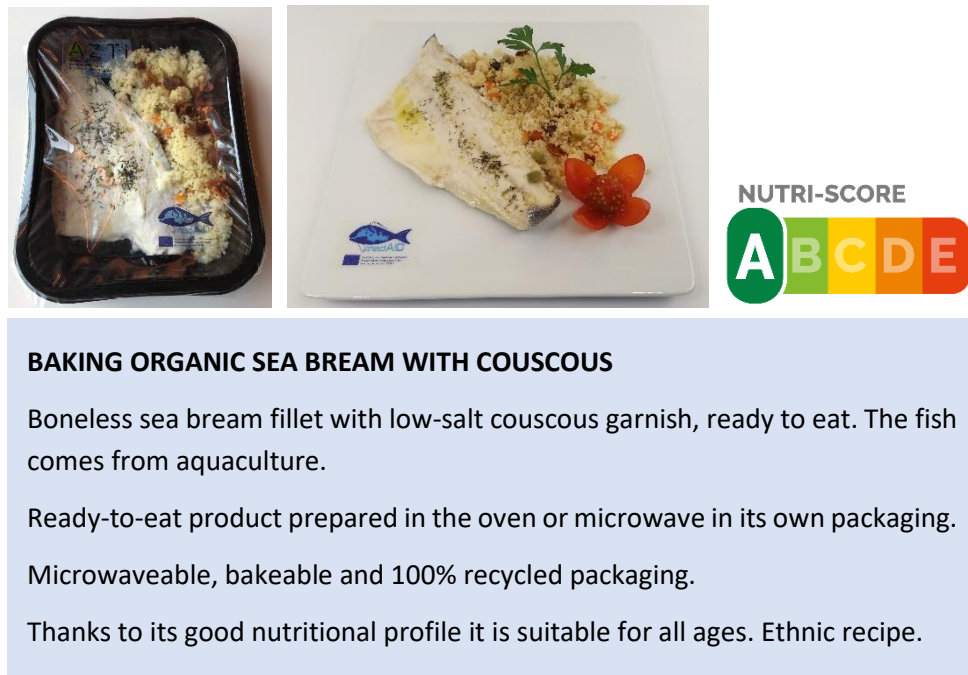 AZTI
medAID
medAID
NUTRI-SCORE
A B C D E
BAKING ORGANIC SEA BREAM WITH COUSCOUS
Boneless sea bream fillet with low-salt couscous garnish, ready to eat. The fish
comes from aquaculture.
Ready-to-eat product prepared in the oven or microwave in its own packaging.
Microwaveable, bakeable and 100% recycled packaging.
Thanks to its good nutritional profile it is suitable for all ages. Ethnic recipe.